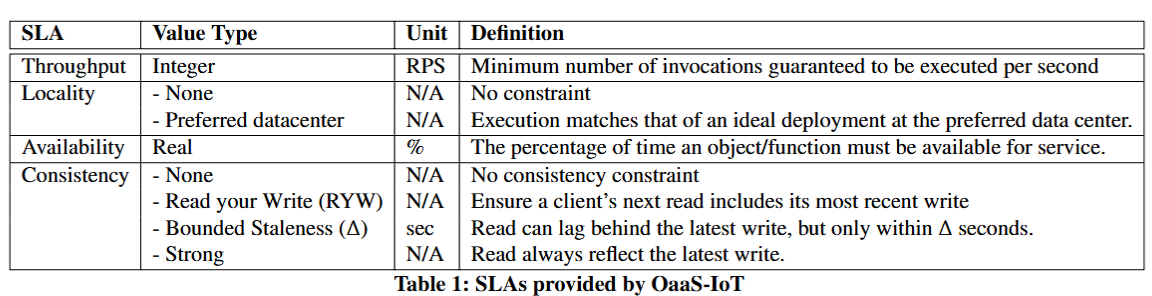 SLA Value Type Unit Definition
Throughput Integer RPS Minimum number of invocations guaranteed to be executed per second
Locality - None N/A No constraint
- Preferred datacenter N/A Execution matches that of an ideal deployment at the preferred data center.
Availability Real % The percentage of time an object/function must be available for service.
Consistency - None N/A No consistency constraint
- Read your Write (RYW) N/A Ensure a client's next read includes its most recent write
- Bounded Staleness (Δ) sec Read can lag behind the latest write, but only within Δ seconds.
- Strong N/A Read always reflect the latest write.
Table 1: SLAs provided by OaaS-IoT